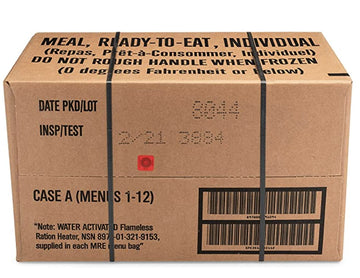 MEAL, READY-TO-EAT, INDIVIDUAL
(Repas, Prêt-à-Consommer, Individual)
DO NOT ROUGH HANDLE WHEN FROZEN
(0 degrees Fahrenheit or below)
DATE PKD/LOT 8044
INSP/TEST 2/21 3884
CASE A (MENUS 1-12)
"Note: WATER ACTIVATED Flameless
Ration Heater, NSN 8970-01-321-9153,
supplied in each MRE menu bag"